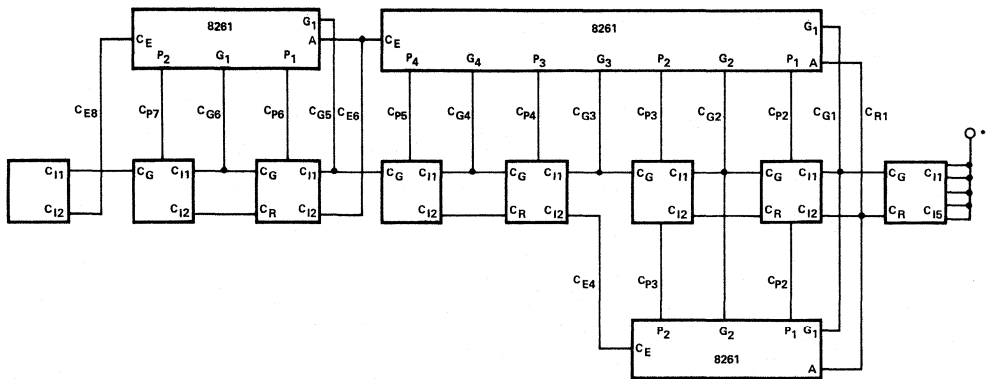 8261 G1
CE A
P2 G1 P1
8261 G1
CE A
P4 G4 P3 G3 P2 G2 P1
CE8 CP7 CG6 CP6 CG5 CE6 CP5 CG4 CP4 CG3 CP3 CG2 CP2 CG1 CR1
CI1 CG CI1 CG CI1 CG CI1 CG CI1 CG CI1 CG CI1 CG CI1
CI2 CI2 CR CI2 CI2 CR CI2 CI2 CR CI2 CR CI5
CE4 CP3 CP2
P2 G2 P1 G1
CE 8261
A